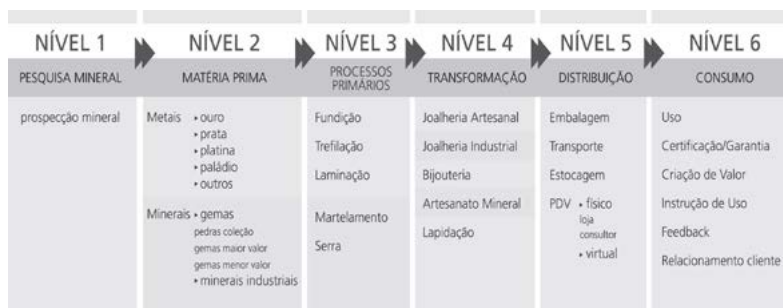 NÍVEL 1
PESQUISA MINERAL
prospecção mineral
NÍVEL 2
MATÉRIA PRIMA
Metais ▸ ouro
▸ prata
▸ platina
▸ paládio
▸ outros
Minerais ▸ gemas
pedras coleção
gemas maior valor
gemas menor valor
▸ minerais industriais
NÍVEL 3
PROCESSOS
PRIMÁRIOS
Fundição
Trefilação
Laminação
Martelamento
Serra
NÍVEL 4
TRANSFORMAÇÃO
Joalheria Artesanal
Joalheria Industrial
Bijouteria
Artesanato Mineral
Lapidação
NÍVEL 5
DISTRIBUIÇÃO
Embalagem
Transporte
Estocagem
PDV ▸ físico
loja
consultor
▸ virtual
NÍVEL 6
CONSUMO
Uso
Certificação/Garantia
Criação de Valor
Instrução de Uso
Feedback
Relacionamento cliente